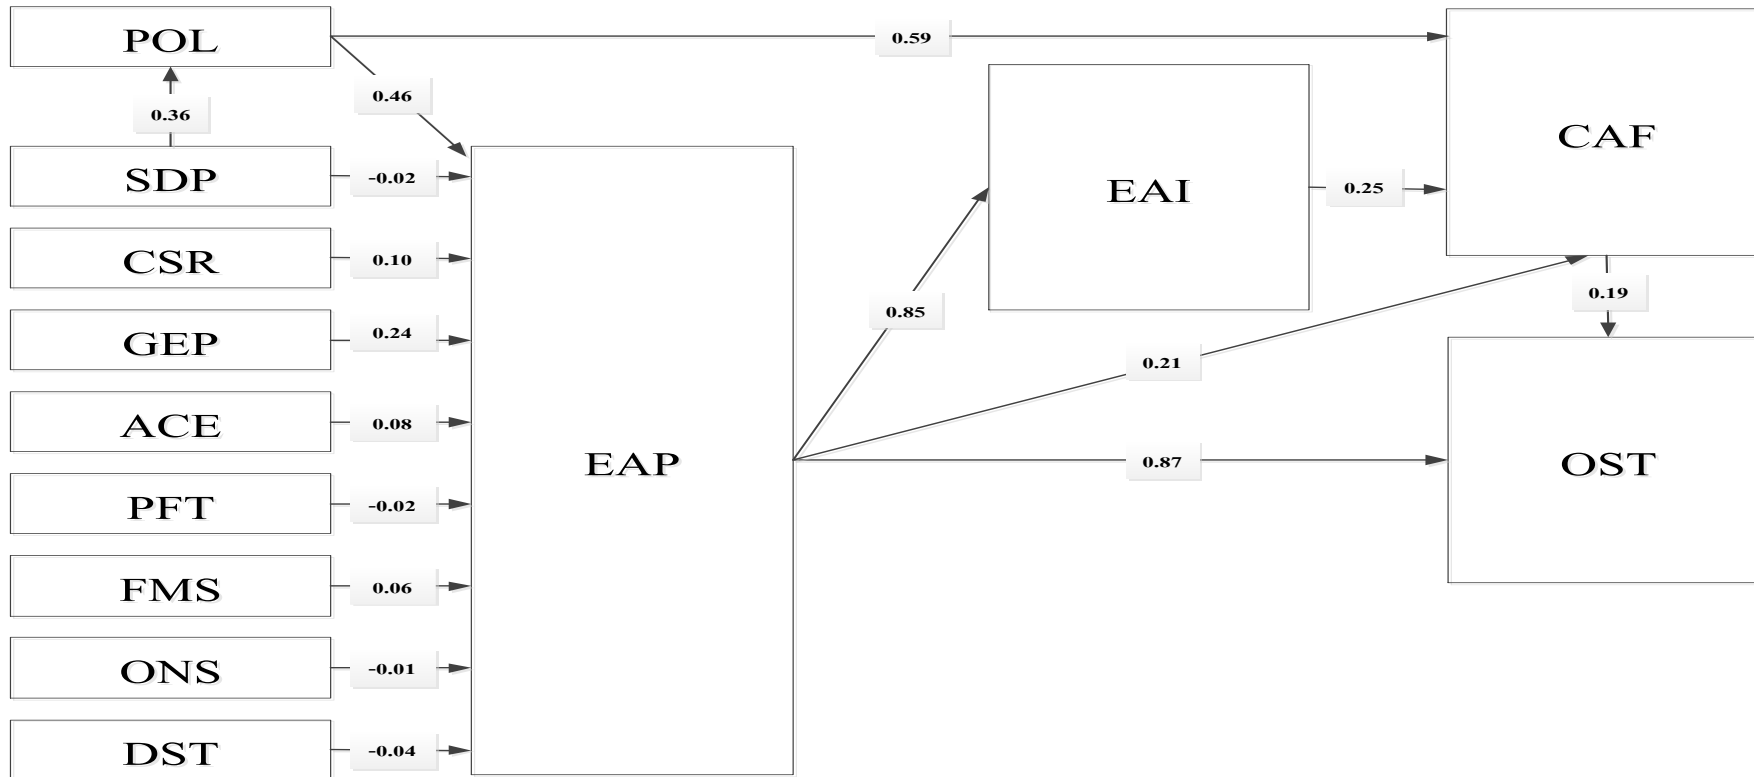 POL
0.59
CAF
0.46
0.36
SDP
-0.02
EAI
0.25
CSR
0.10
0.19
0.85
GEP
0.24
0.21
ACE
0.08
EAP
0.87
OST
PFT
-0.02
FMS
0.06
ONS
-0.01
DST
-0.04